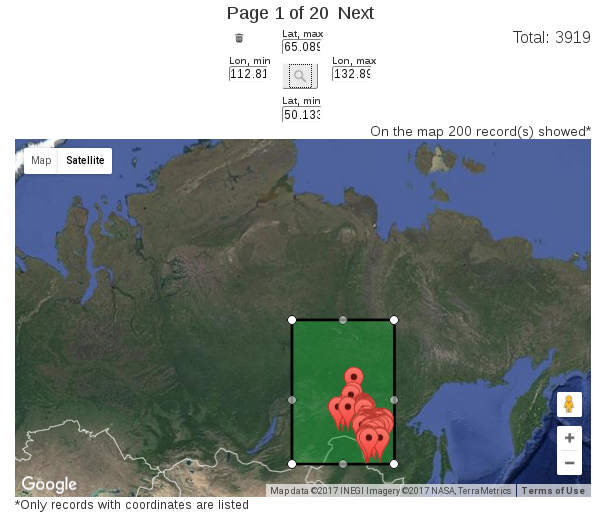 Page 1 of 20 Next
Lat, max
65.089
Total: 3919
Lon, min
112.81
Lon, max
132.89
Lat, min
50.133
On the map 200 record(s) showed*
Map Satellite
Google
Map data ©2017 INEGI Imagery ©2017 NASA, TerraMetrics Terms of Use
*Only records with coordinates are listed